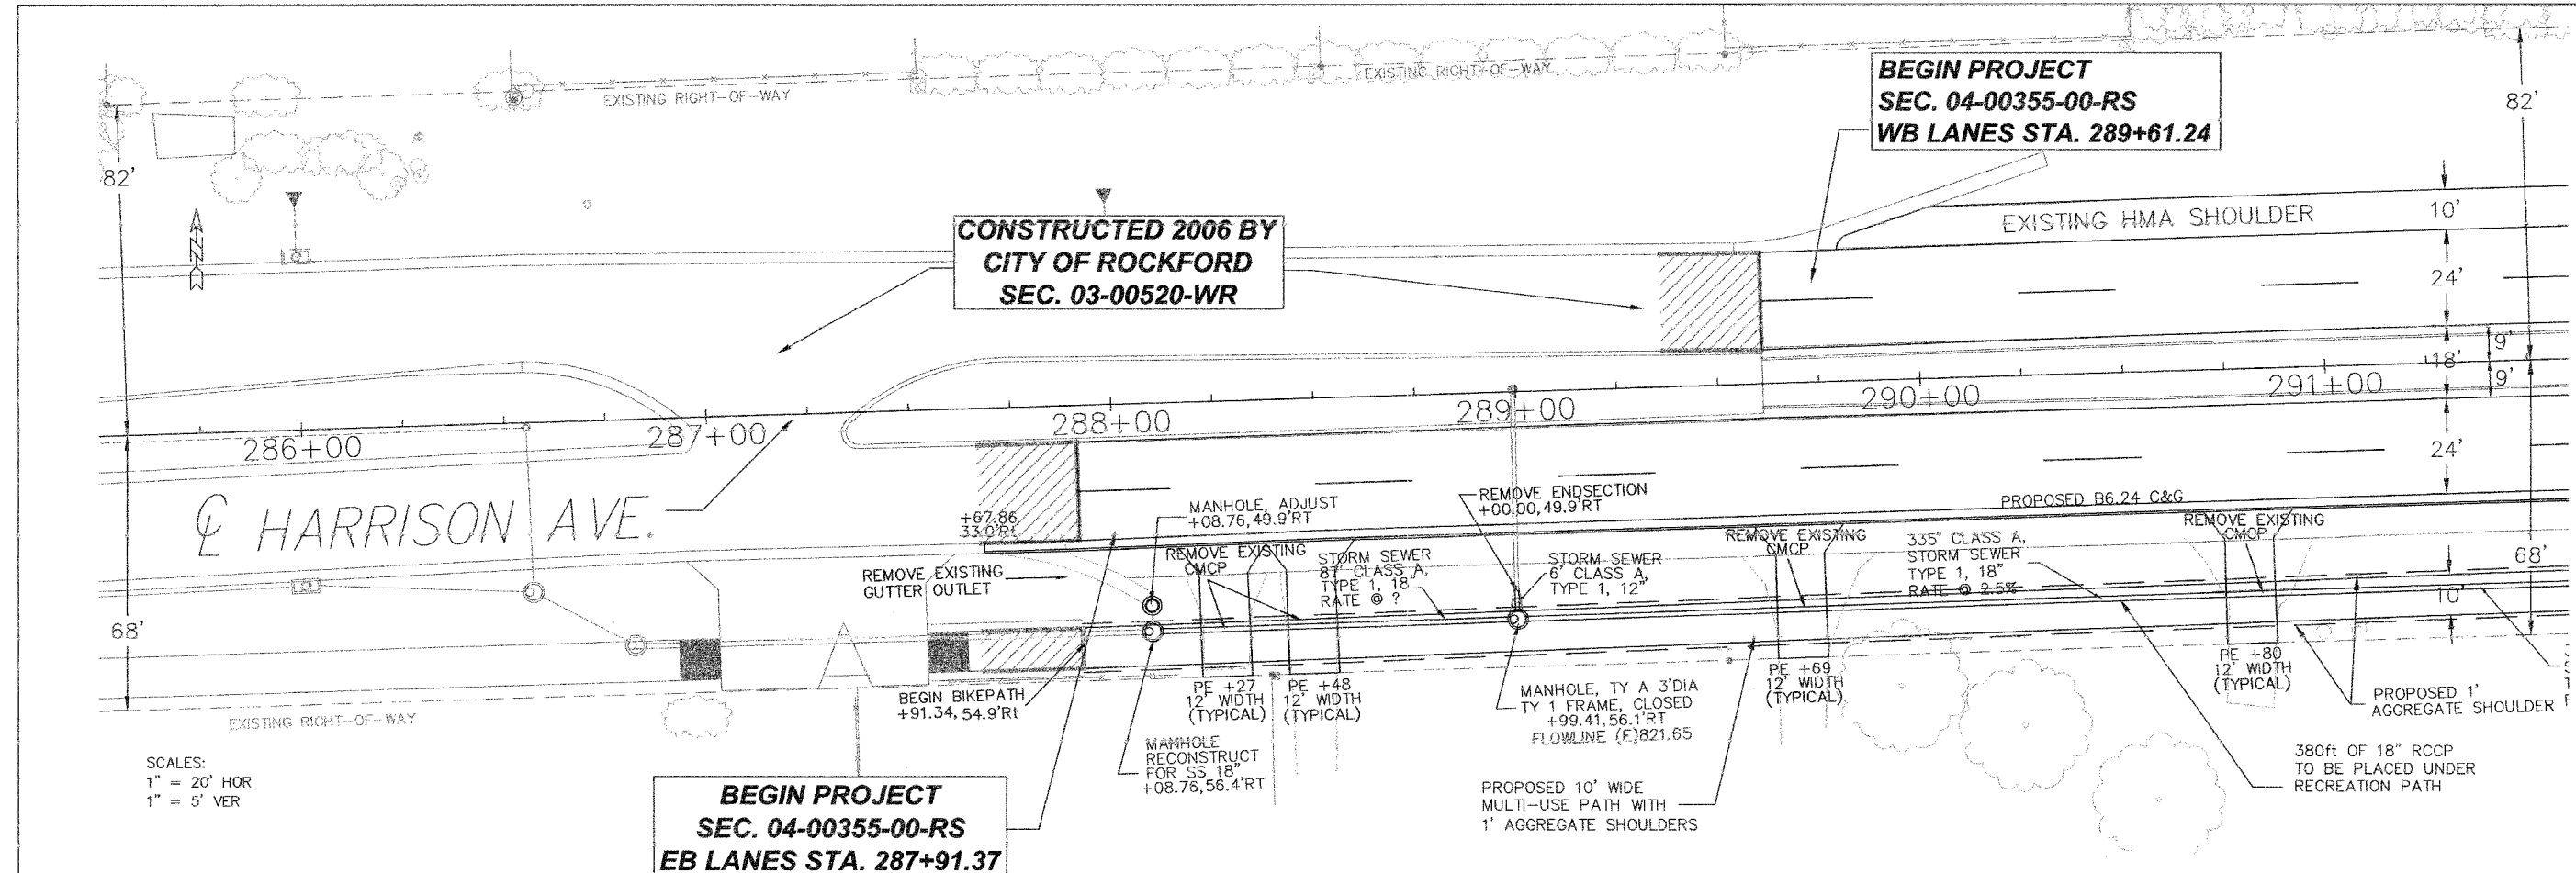 EXISTING RIGHT-OF-WAY
EXISTING RIGHT-OF-WAY
BEGIN PROJECT
SEC. 04-00355-00-RS
WB LANES STA. 289+61.24
82'
82'
N
CONSTRUCTED 2006 BY
CITY OF ROCKFORD
SEC. 03-00520-WR
EXISTING HMA SHOULDER
10'
24'
18'
9'
9'
286+00
287+00
288+00
289+00
290+00
291+00
24'
℄ HARRISON AVE.
+67.86
33.0'Rt
MANHOLE, ADJUST
+08.76,49.9'RT
REMOVE ENDSECTION
+00.00,49.9'RT
PROPOSED B6.24 C&G
REMOVE EXISTING
GUTTER OUTLET
REMOVE EXISTING
CMCP
STORM SEWER
87' CLASS A,
TYPE 1, 18"
RATE @ ?
STORM SEWER
6' CLASS A,
TYPE 1, 12"
REMOVE EXISTING
CMCP
335' CLASS A,
STORM SEWER
TYPE 1, 18"
RATE @ 2.5%
REMOVE EXISTING
CMCP
68'
10'
68'
BEGIN BIKEPATH
+91.34, 54.9'Rt
PE +27
12' WIDTH
(TYPICAL)
PE +48
12' WIDTH
(TYPICAL)
MANHOLE, TY A 3'DIA
TY 1 FRAME, CLOSED
+99.41,56.1'RT
FLOWLINE (E)821.65
PE +69
12' WIDTH
(TYPICAL)
PE +80
12' WIDTH
(TYPICAL)
PROPOSED 1'
AGGREGATE SHOULDER
EXISTING RIGHT-OF-WAY
MANHOLE
RECONSTRUCT
FOR SS 18"
+08.76,56.4'RT
SCALES:
1" = 20' HOR
1" = 5' VER
PROPOSED 10' WIDE
MULTI-USE PATH WITH
1' AGGREGATE SHOULDERS
380ft OF 18" RCCP
TO BE PLACED UNDER
RECREATION PATH
BEGIN PROJECT
SEC. 04-00355-00-RS
EB LANES STA. 287+91.37